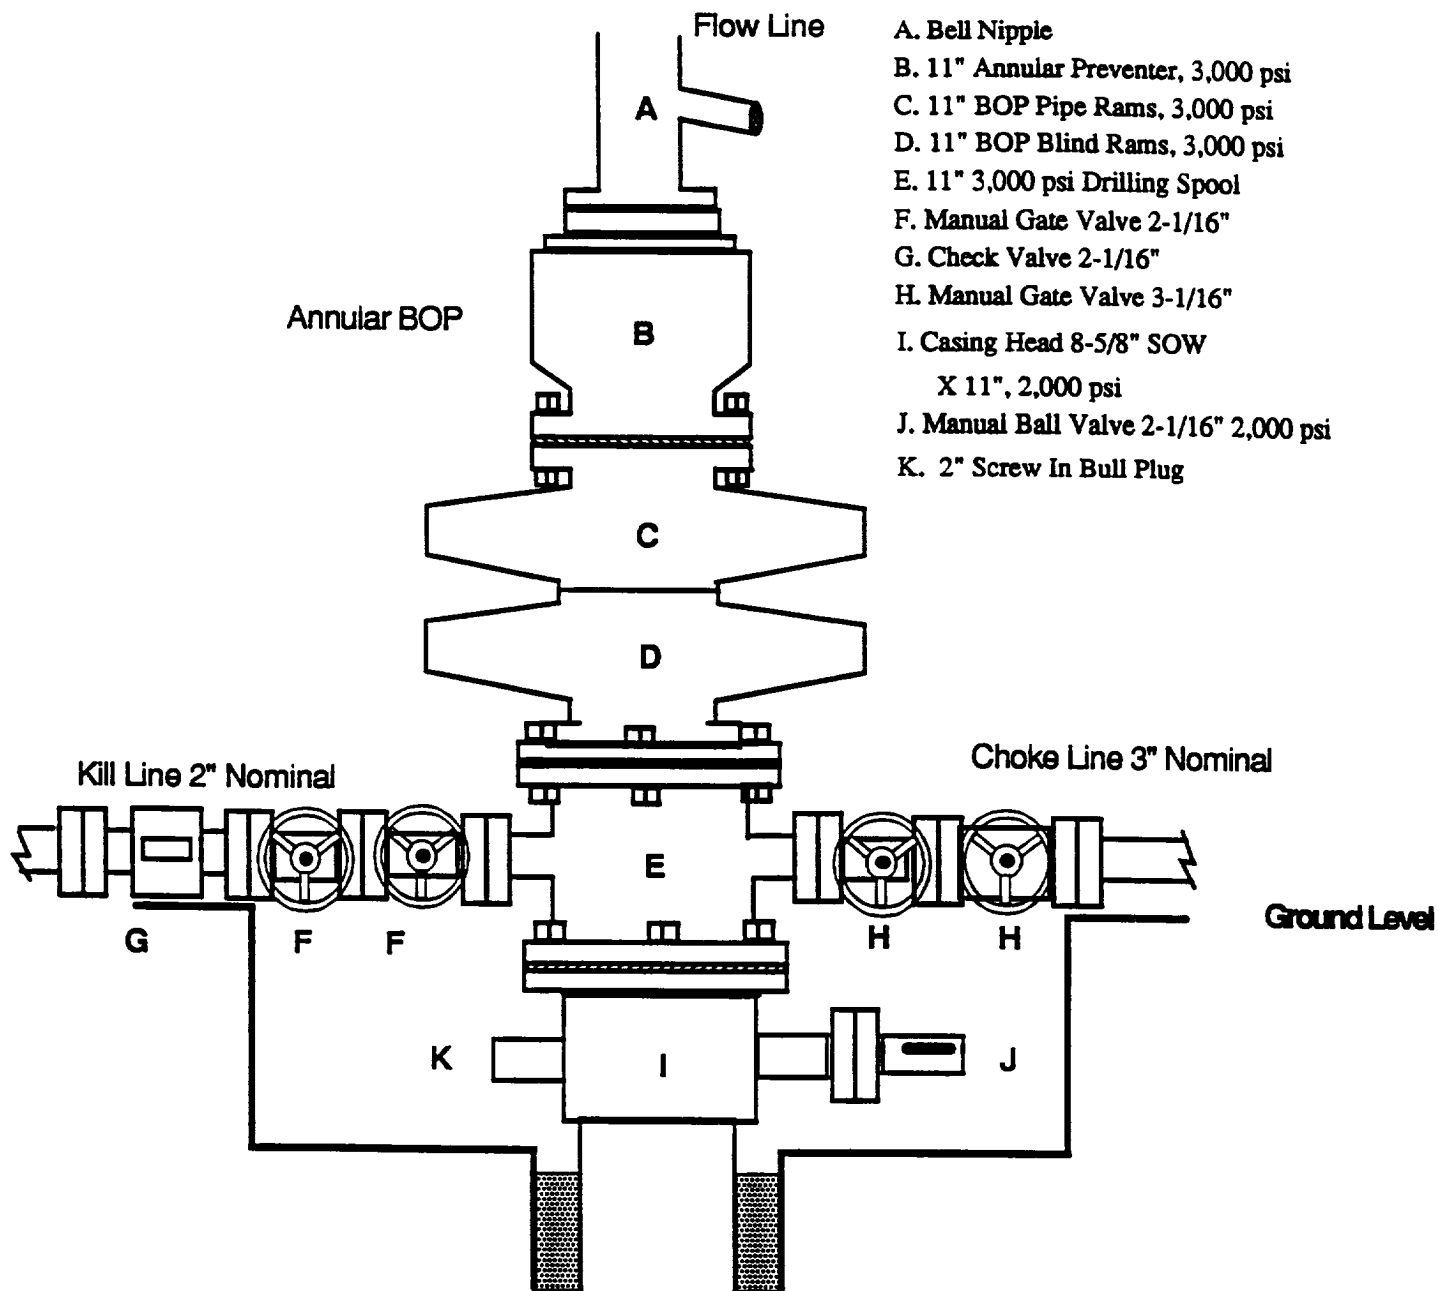 Flow Line
A. Bell Nipple
B. 11" Annular Preventer, 3,000 psi
C. 11" BOP Pipe Rams, 3,000 psi
D. 11" BOP Blind Rams, 3,000 psi
E. 11" 3,000 psi Drilling Spool
F. Manual Gate Valve 2-1/16"
G. Check Valve 2-1/16"
H. Manual Gate Valve 3-1/16"
I. Casing Head 8-5/8" SOW
X 11", 2,000 psi
J. Manual Ball Valve 2-1/16" 2,000 psi
K. 2" Screw In Bull Plug
A
Annular BOP
B
C
D
Kill Line 2" Nominal
Choke Line 3" Nominal
E
Ground Level
G
F
F
H
H
K
I
J